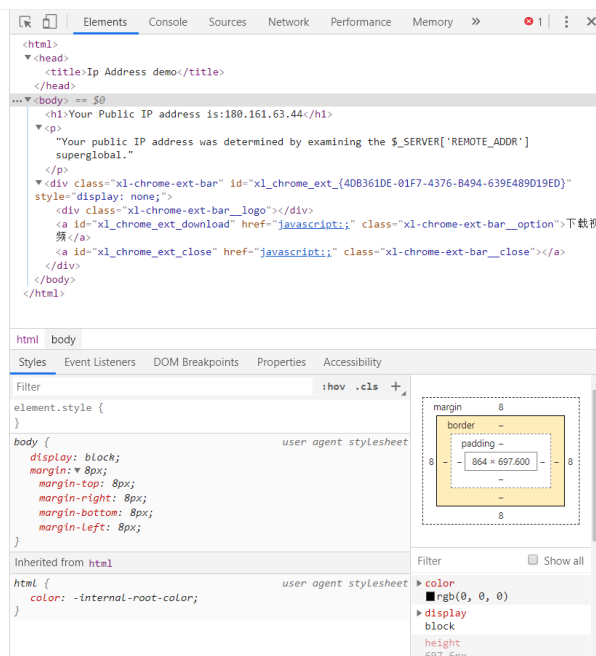 Elements Console Sources Network Performance Memory » 1
<html>
▼<head>
<title>Ip Address demo</title>
</head>
•••▼<body> == $0
<h1>Your Public IP address is:180.161.63.44</h1>
▼<p>
"Your public IP address was determined by examining the $_SERVER['REMOTE_ADDR']
superglobal."
</p>
▼<div class="xl-chrome-ext-bar" id="xl_chrome_ext_{4DB361DE-01F7-4376-B494-639E489D19ED}"
style="display: none;">
<div class="xl-chrome-ext-bar__logo"></div>
<a id="xl_chrome_ext_download" href="javascript:;" class="xl-chrome-ext-bar__option">下载视
频</a>
<a id="xl_chrome_ext_close" href="javascript:;" class="xl-chrome-ext-bar__close"></a>
</div>
</body>
</html>
html body
Styles Event Listeners DOM Breakpoints Properties Accessibility
Filter :hov .cls +
element.style {
}
body { user agent stylesheet
display: block;
margin:▼8px;
margin-top: 8px;
margin-right: 8px;
margin-bottom: 8px;
margin-left: 8px;
}
Inherited from html
html { user agent stylesheet
color: -internal-root-color;
}
margin 8
border –
padding –
8 – – 864 × 697.600 – – 8
–
–
8
Filter Show all
▶color
rgb(0, 0, 0)
▶display
block
height
697.6px